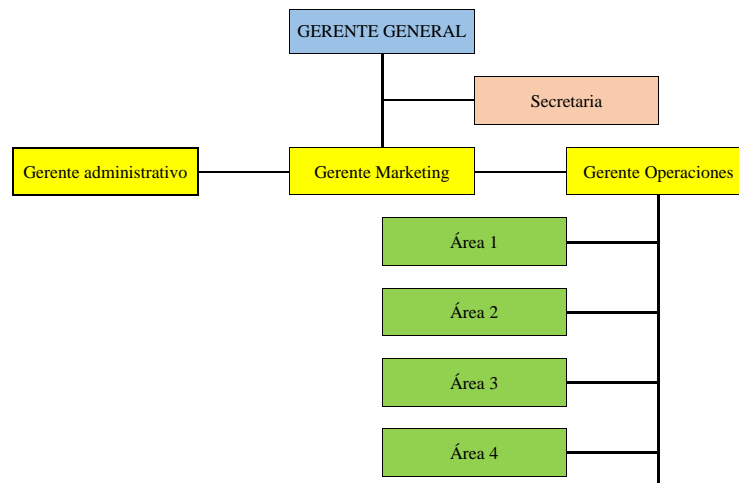 GERENTE GENERAL
Secretaria
Gerente administrativo
Gerente Marketing
Gerente Operaciones
Área 1
Área 2
Área 3
Área 4